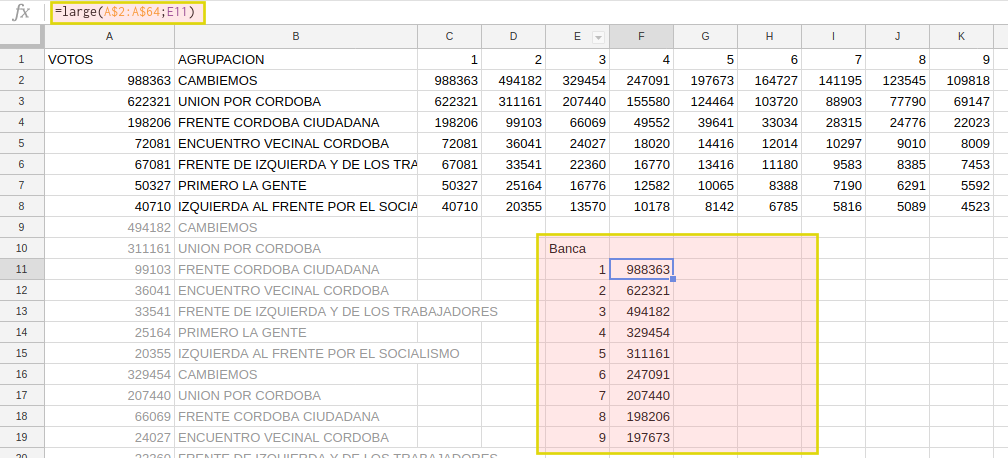 fx =large(A$2:A$64;E11)
A B C D E F G H I J K
1 VOTOS AGRUPACION 1 2 3 4 5 6 7 8 9
2 988363 CAMBIEMOS 988363 494182 329454 247091 197673 164727 141195 123545 109818
3 622321 UNION POR CORDOBA 622321 311161 207440 155580 124464 103720 88903 77790 69147
4 198206 FRENTE CORDOBA CIUDADANA 198206 99103 66069 49552 39641 33034 28315 24776 22023
5 72081 ENCUENTRO VECINAL CORDOBA 72081 36041 24027 18020 14416 12014 10297 9010 8009
6 67081 FRENTE DE IZQUIERDA Y DE LOS TRA 67081 33541 22360 16770 13416 11180 9583 8385 7453
7 50327 PRIMERO LA GENTE 50327 25164 16776 12582 10065 8388 7190 6291 5592
8 40710 IZQUIERDA AL FRENTE POR EL SOCIA 40710 20355 13570 10178 8142 6785 5816 5089 4523
9 494182 CAMBIEMOS
10 311161 UNION POR CORDOBA Banca
11 99103 FRENTE CORDOBA CIUDADANA 1 988363
12 36041 ENCUENTRO VECINAL CORDOBA 2 622321
13 33541 FRENTE DE IZQUIERDA Y DE LOS TRABAJADORES 3 494182
14 25164 PRIMERO LA GENTE 4 329454
15 20355 IZQUIERDA AL FRENTE POR EL SOCIALISMO 5 311161
16 329454 CAMBIEMOS 6 247091
17 207440 UNION POR CORDOBA 7 207440
18 66069 FRENTE CORDOBA CIUDADANA 8 198206
19 24027 ENCUENTRO VECINAL CORDOBA 9 197673
20 22360 FRENTE DE IZQUIERDA Y DE LOS TRABAJADORES